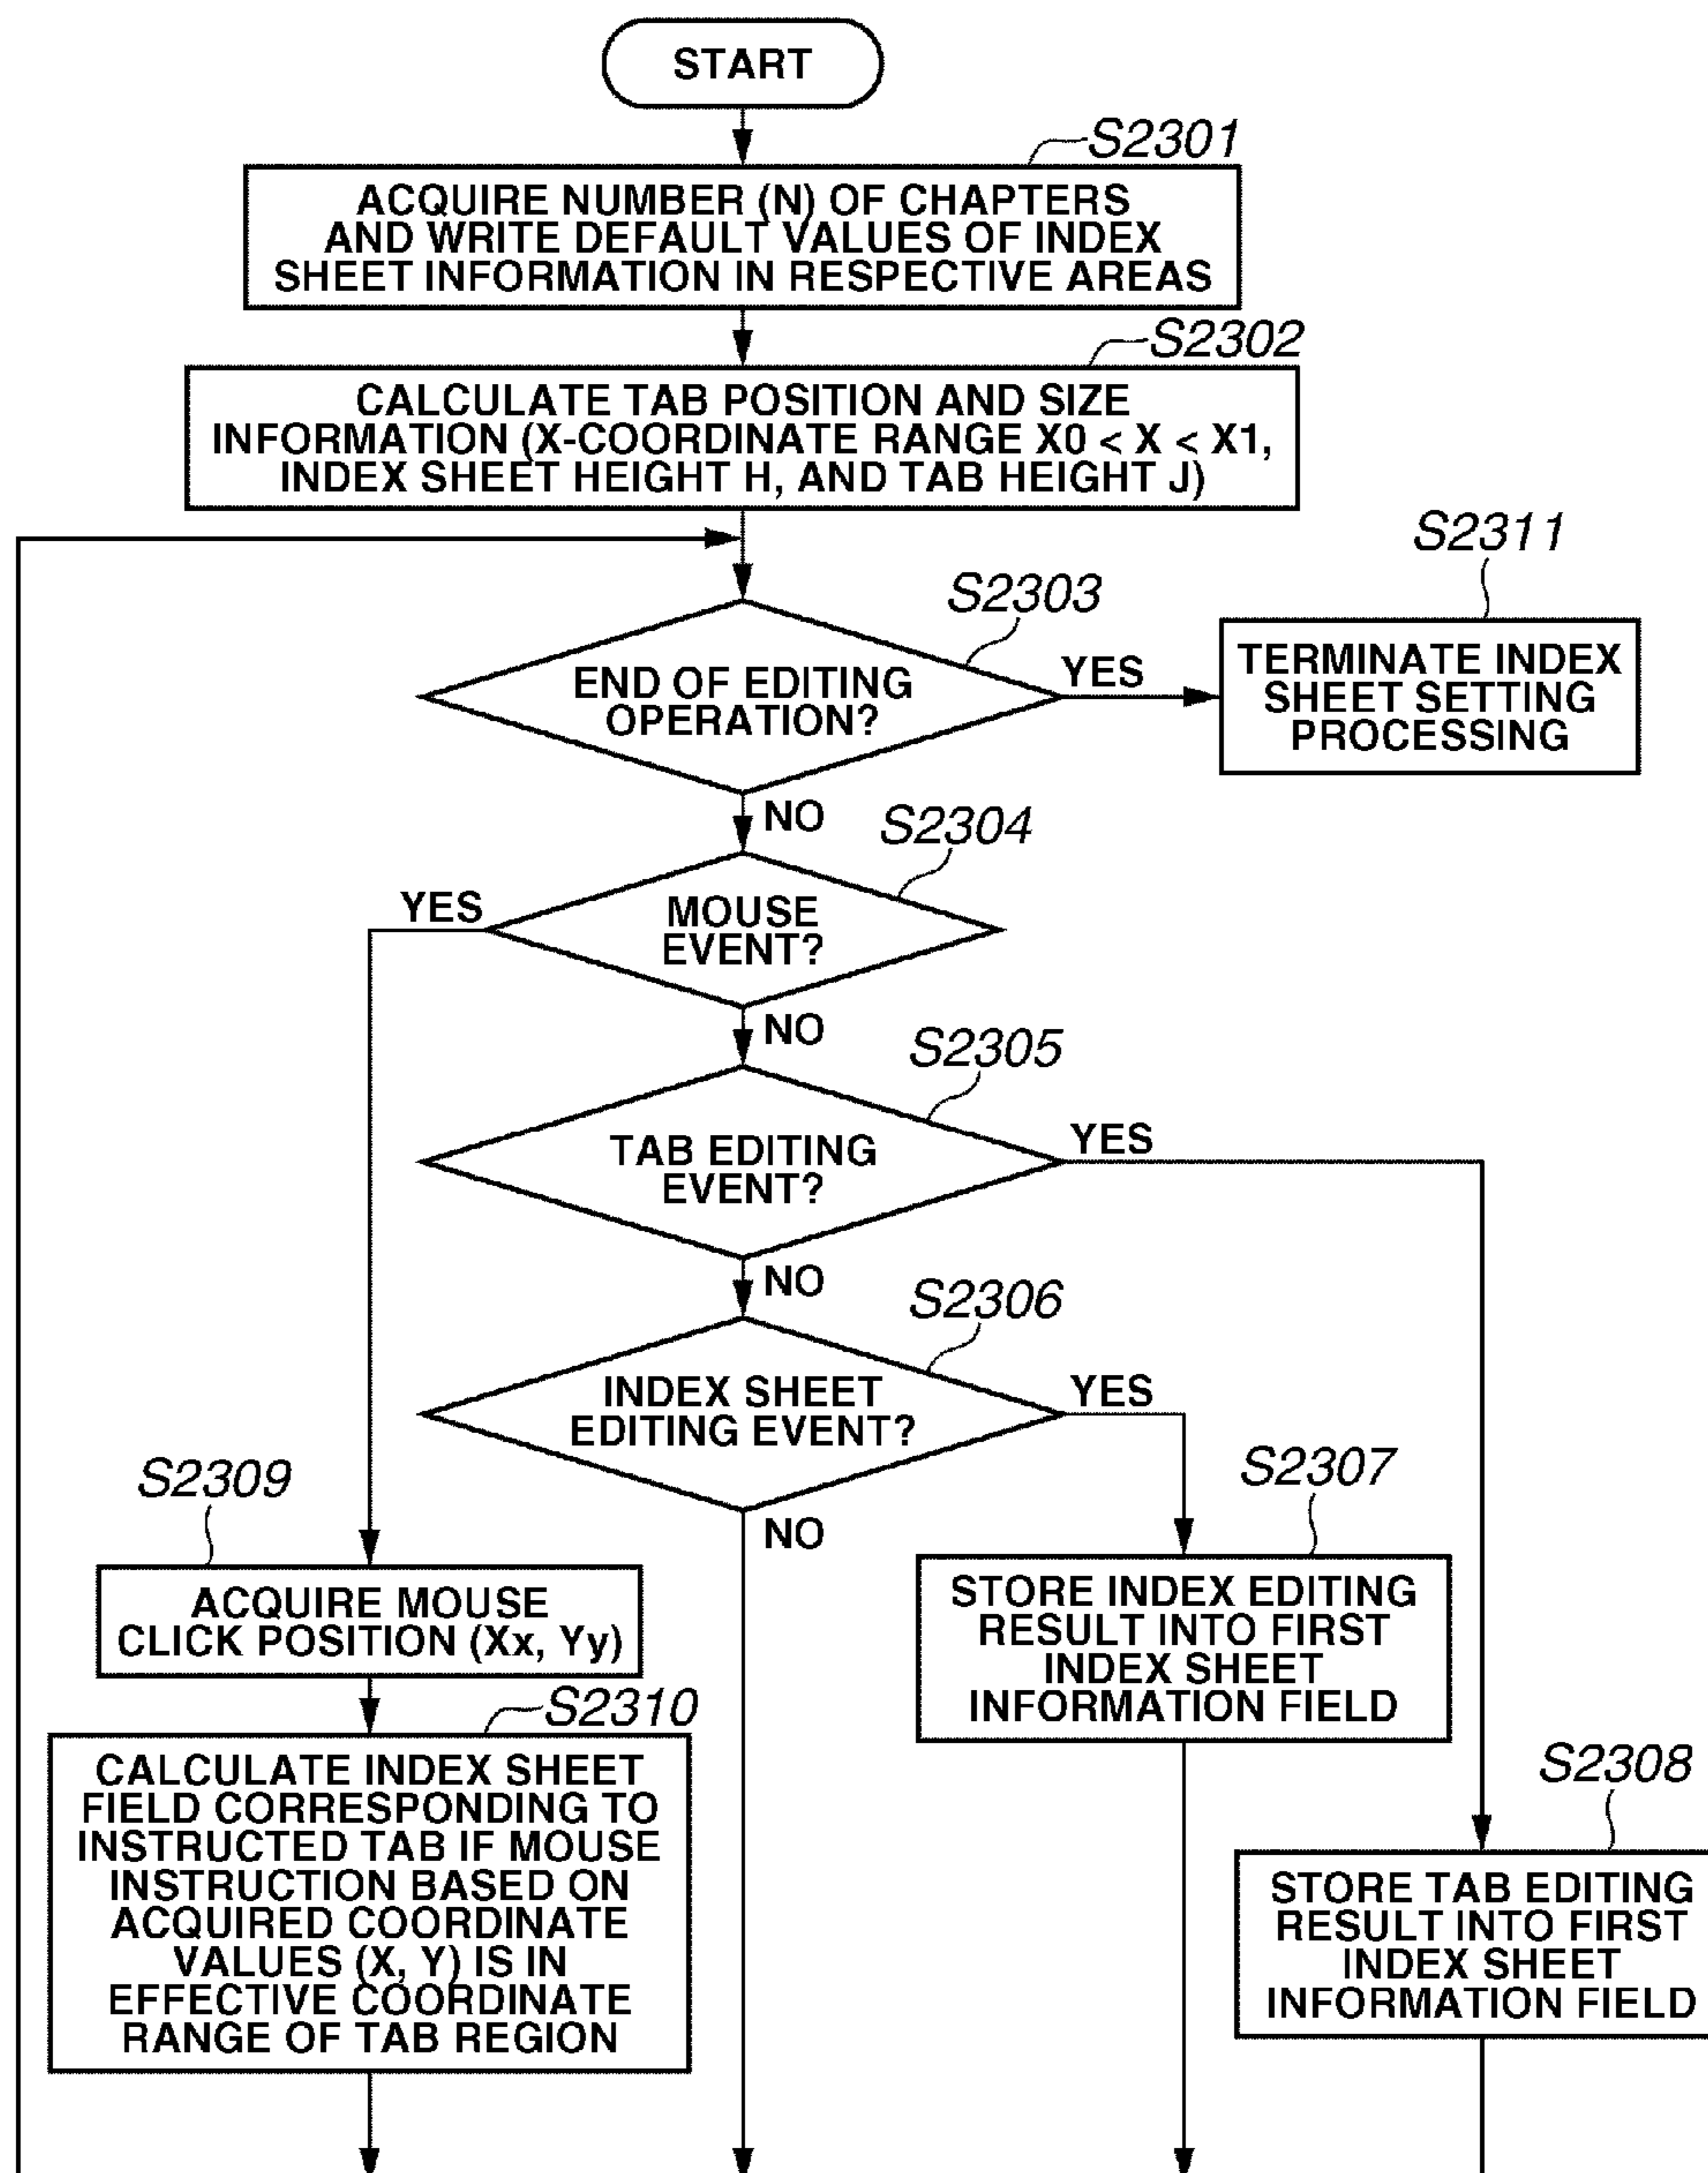 START
S2301
ACQUIRE NUMBER (N) OF CHAPTERS
AND WRITE DEFAULT VALUES OF INDEX
SHEET INFORMATION IN RESPECTIVE AREAS
S2302
CALCULATE TAB POSITION AND SIZE
INFORMATION (X-COORDINATE RANGE X0 < X < X1,
INDEX SHEET HEIGHT H, AND TAB HEIGHT J)
S2303
END OF EDITING
OPERATION?
YES
S2311
TERMINATE INDEX
SHEET SETTING
PROCESSING
NO
S2304
MOUSE
EVENT?
YES
NO
S2305
TAB EDITING
EVENT?
YES
NO
S2306
INDEX SHEET
EDITING EVENT?
YES
NO
S2309
ACQUIRE MOUSE
CLICK POSITION (Xx, Yy)
S2307
STORE INDEX EDITING
RESULT INTO FIRST
INDEX SHEET
INFORMATION FIELD
S2310
CALCULATE INDEX SHEET
FIELD CORRESPONDING TO
INSTRUCTED TAB IF MOUSE
INSTRUCTION BASED ON
ACQUIRED COORDINATE
VALUES (X, Y) IS IN
EFFECTIVE COORDINATE
RANGE OF TAB REGION
S2308
STORE TAB EDITING
RESULT INTO FIRST
INDEX SHEET
INFORMATION FIELD